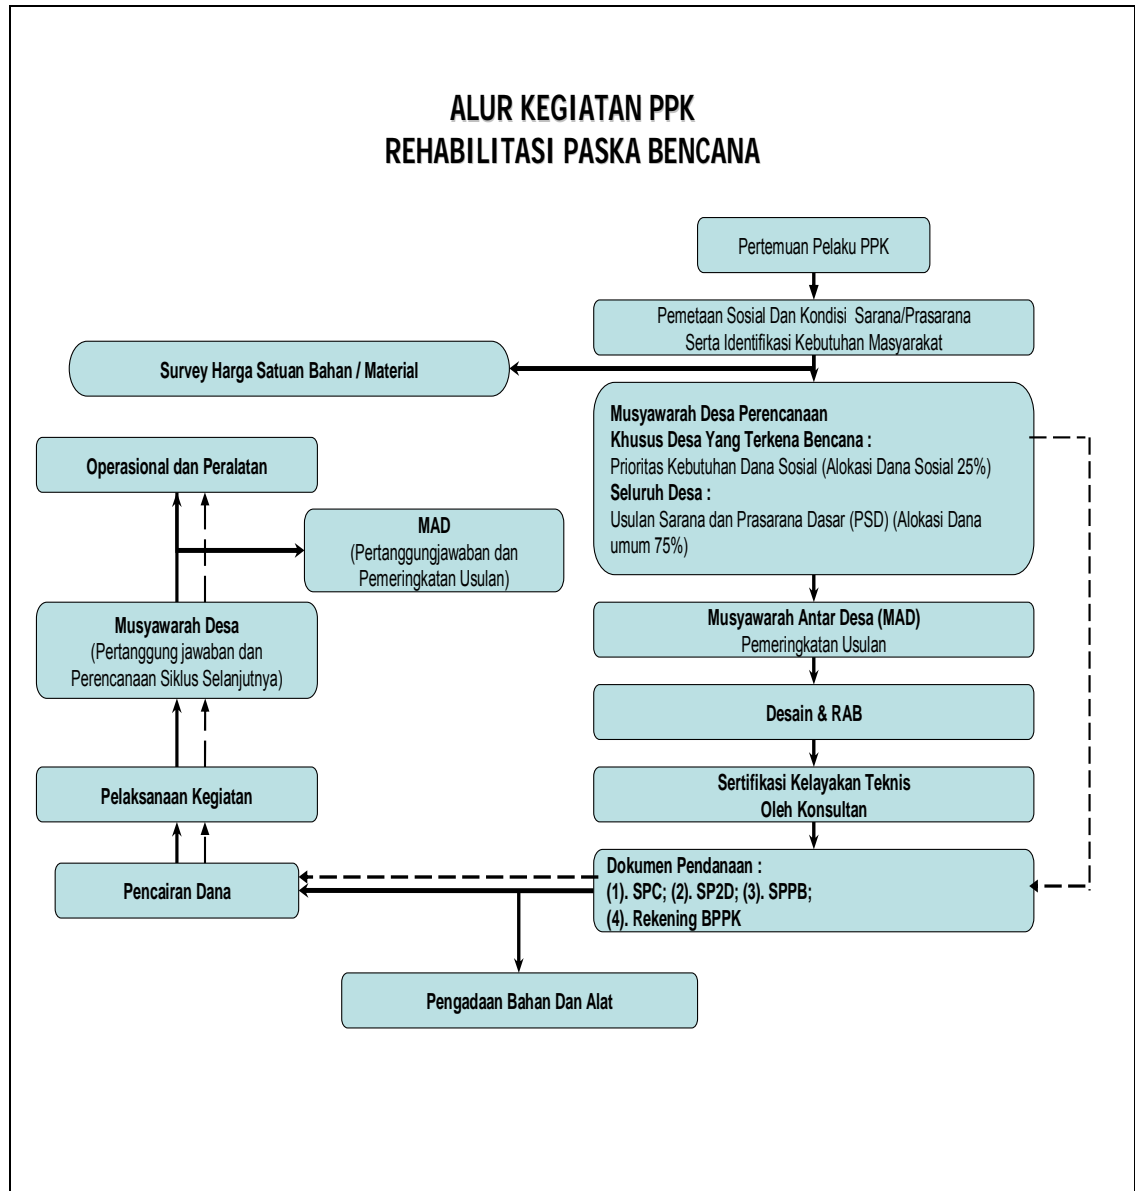 ALUR KEGIATAN PPK
REHABILITASI PASKA BENCANA
Pertemuan Pelaku PPK
Pemetaan Sosial Dan Kondisi Sarana/Prasarana
Serta Identifikasi Kebutuhan Masyarakat
Survey Harga Satuan Bahan / Material
Musyawarah Desa Perencanaan
Khusus Desa Yang Terkena Bencana :
Prioritas Kebutuhan Dana Sosial (Alokasi Dana Sosial 25%)
Seluruh Desa :
Usulan Sarana dan Prasarana Dasar (PSD) (Alokasi Dana
umum 75%)
Musyawarah Antar Desa (MAD)
Pemeringkatan Usulan
Desain & RAB
Sertifikasi Kelayakan Teknis
Oleh Konsultan
Dokumen Pendanaan :
(1). SPC; (2). SP2D; (3). SPPB;
(4). Rekening BPPK
Pengadaan Bahan Dan Alat
Pencairan Dana
Pelaksanaan Kegiatan
Musyawarah Desa
(Pertanggung jawaban dan
Perencanaan Siklus Selanjutnya)
MAD
(Pertanggungjawaban dan
Pemeringkatan Usulan)
Operasional dan Peralatan